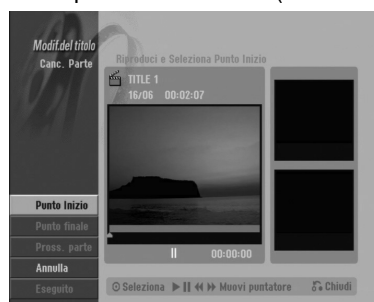 Modif.del titolo
Canc. Parte
Riproduci e Seleziona Punto Inizio
TITLE 1
16/06 00:02:07
Punto Inizio
Punto finale
Pross. parte
Annulla
Eseguito
00:00:00
Seleziona Muovi puntatore Chiudi